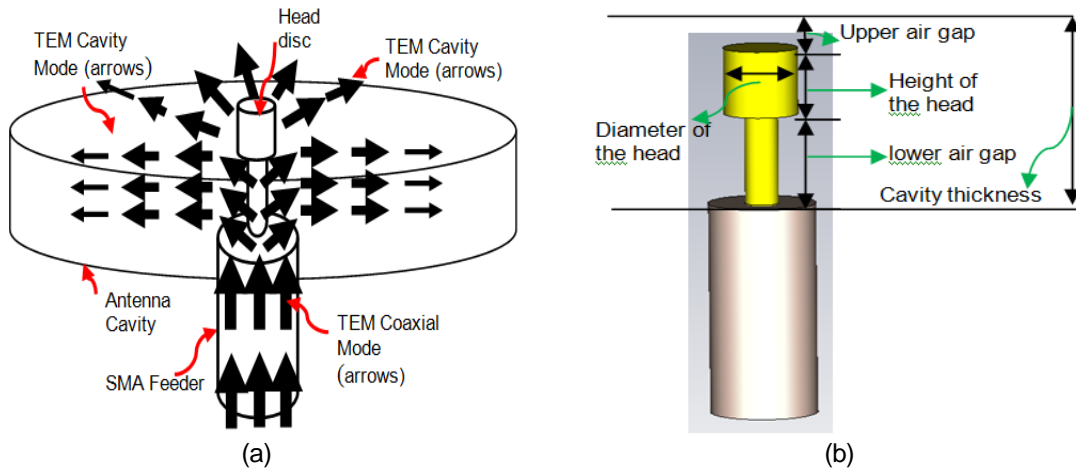 TEM Cavity
Mode (arrows)
Head
disc
TEM Cavity
Mode (arrows)
Antenna
Cavity
SMA Feeder
TEM Coaxial
Mode
(arrows)
(a)
Upper air gap
Height of
the head
Diameter of
the head
lower air gap
Cavity thickness
(b)